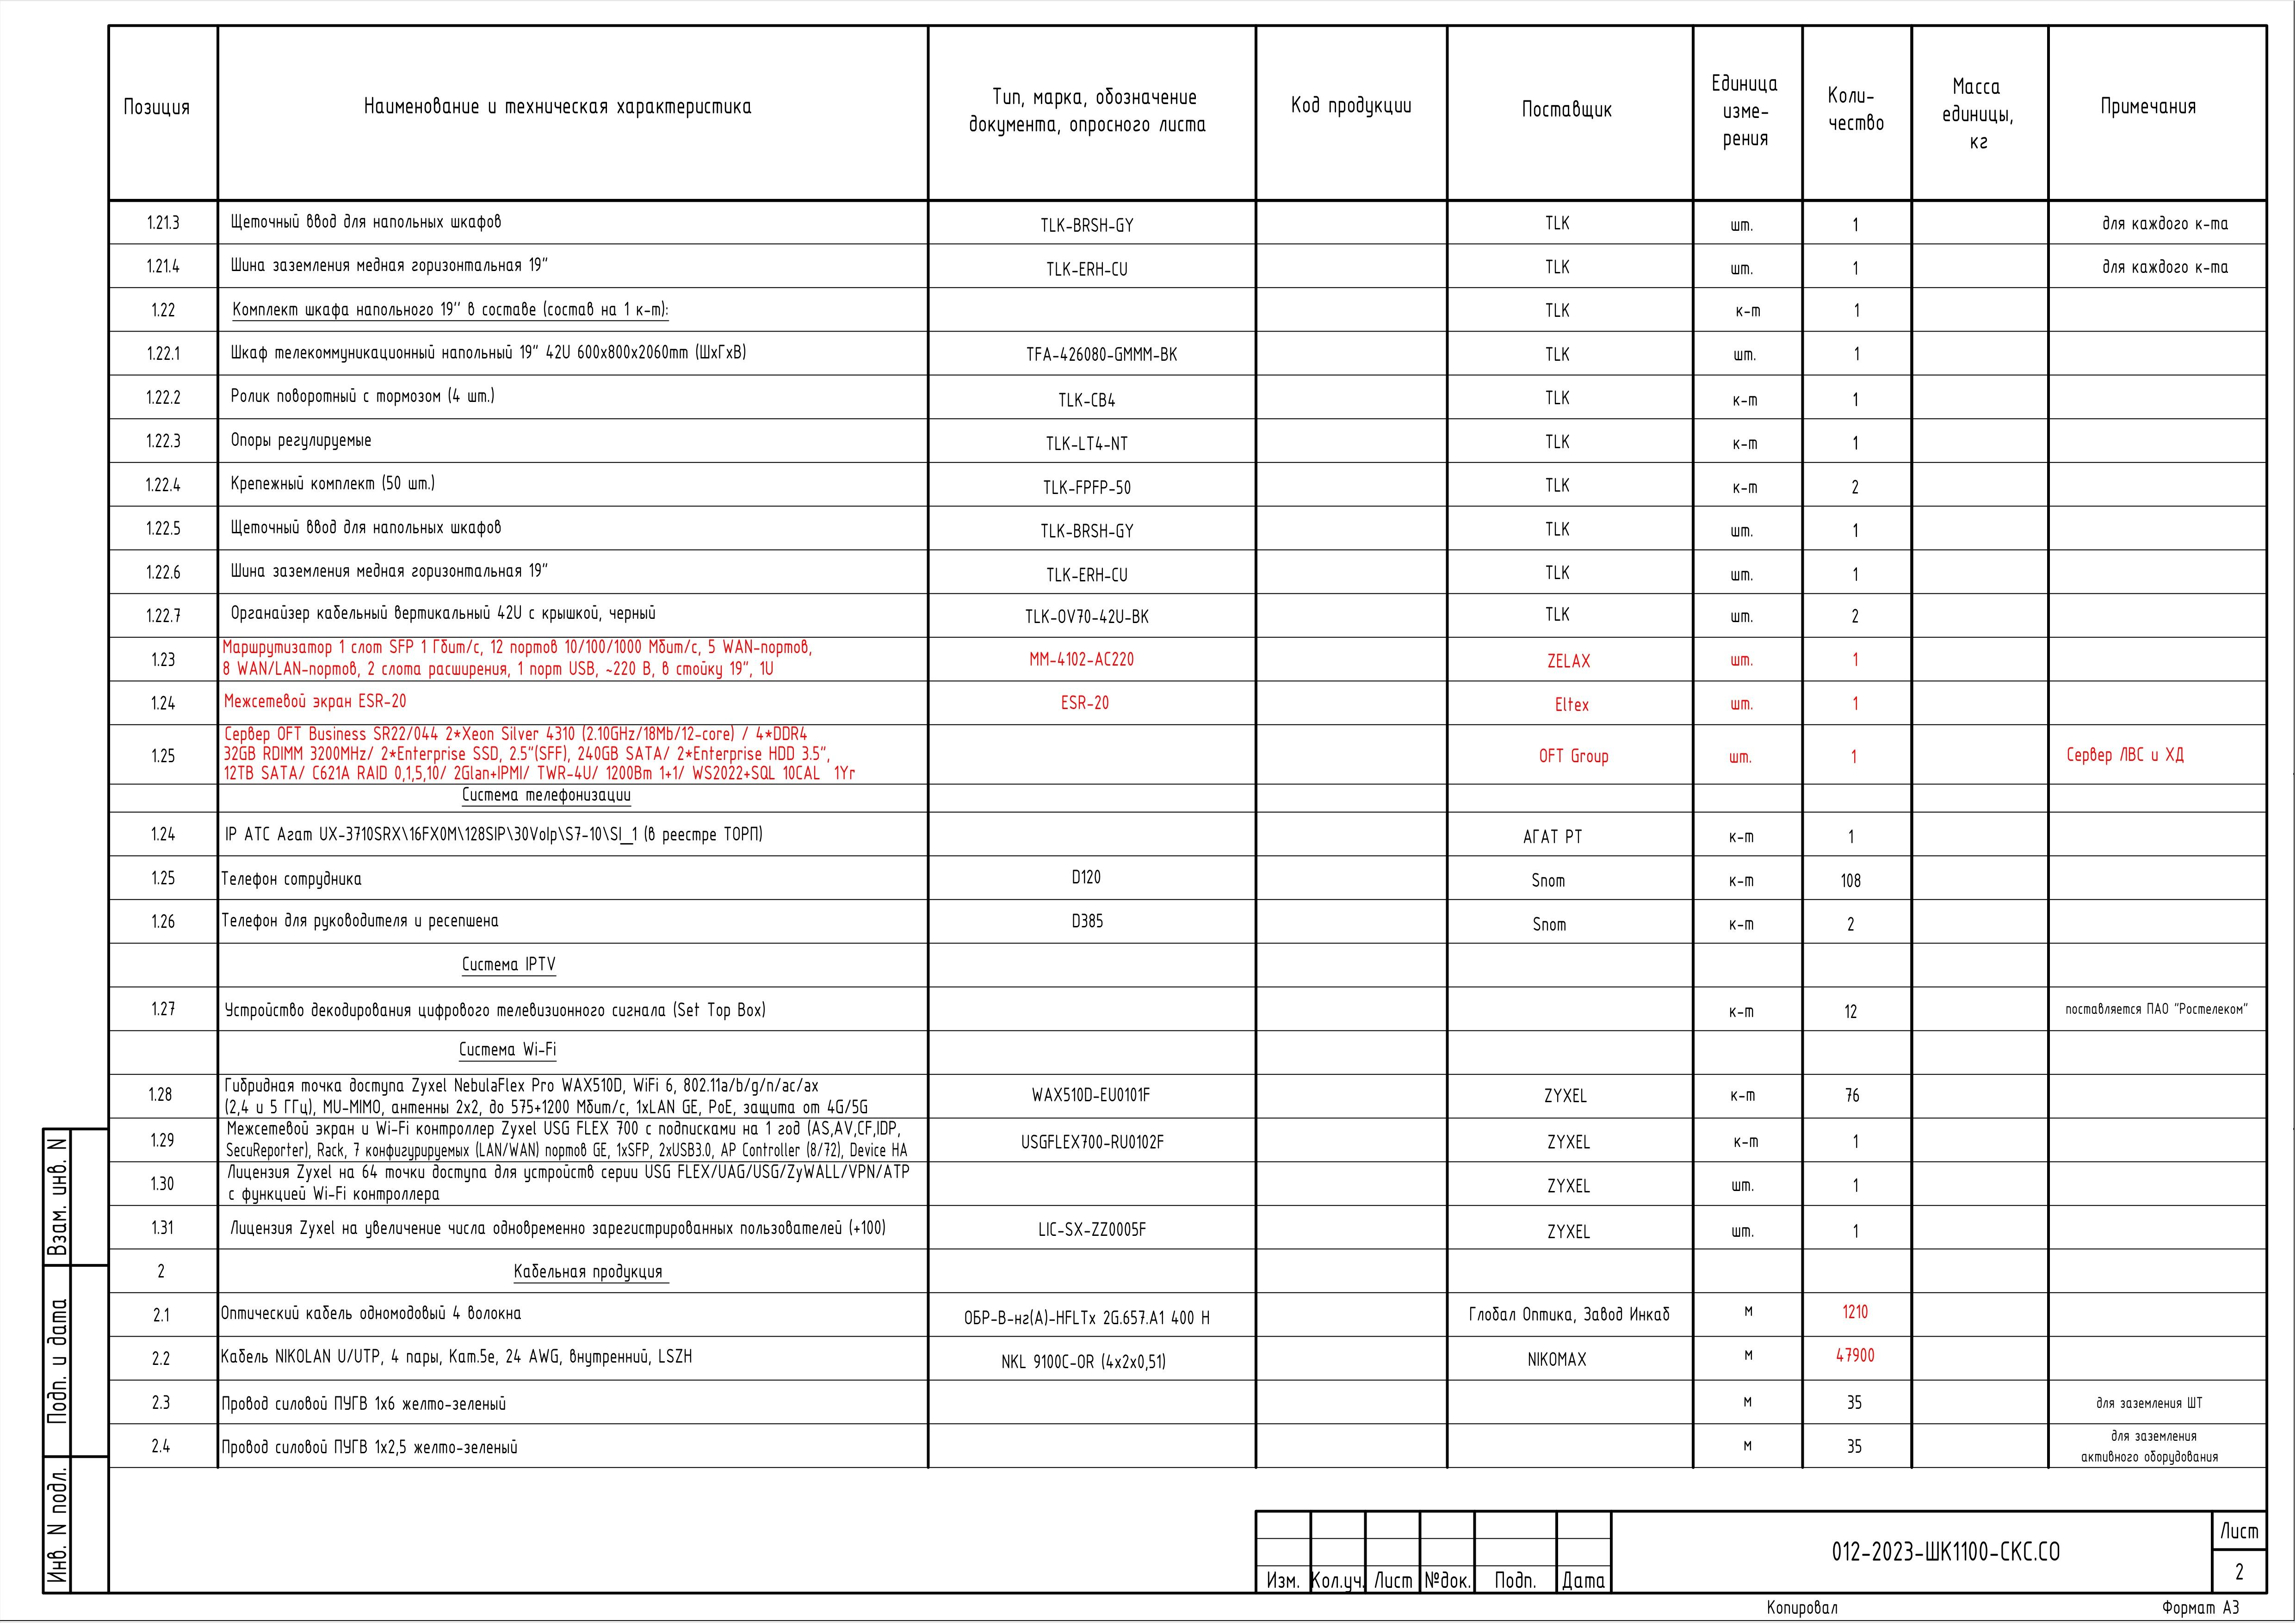 Позиция
Наименование и техническая характеристика
Тип, марка, обозначение
документа, опросного листа
Код продукции
Поставщик
Единица
изме-
рения
Коли-
чество
Масса
единицы,
кг
Примечания
1.21.3 Щеточный ввод для напольных шкафов TLK-BRSH-GY TLK шт. 1 для каждого к-та
1.21.4 Шина заземления медная горизонтальная 19" TLK-ERH-CU TLK шт. 1 для каждого к-та
1.22 Комплект шкафа напольного 19'' в составе (состав на 1 к-т): TLK к-т 1
1.22.1 Шкаф телекоммуникационный напольный 19" 42U 600x800x2060mm (ШхГхВ) TFA-426080-GMMM-BK TLK шт. 1
1.22.2 Ролик поворотный с тормозом (4 шт.) TLK-CB4 TLK к-т 1
1.22.3 Опоры регулируемые TLK-LT4-NT TLK к-т 1
1.22.4 Крепежный комплект (50 шт.) TLK-FPFP-50 TLK к-т 2
1.22.5 Щеточный ввод для напольных шкафов TLK-BRSH-GY TLK шт. 1
1.22.6 Шина заземления медная горизонтальная 19" TLK-ERH-CU TLK шт. 1
1.22.7 Органайзер кабельный вертикальный 42U с крышкой, черный TLK-OV70-42U-BK TLK шт. 2
1.23 Маршрутизатор 1 слот SFP 1 Гбит/с, 12 портов 10/100/1000 Мбит/с, 5 WAN-портов,
8 WAN/LAN-портов, 2 слота расширения, 1 порт USB, ~220 В, в стойку 19", 1U MM-4102-AC220 ZELAX шт. 1
1.24 Межсетевой экран ESR-20 ESR-20 Eltex шт. 1
1.25 Сервер OFT Business SR22/044 2*Xeon Silver 4310 (2.10GHz/18Mb/12-core) / 4*DDR4
32GB RDIMM 3200MHz/ 2*Enterprise SSD, 2.5"(SFF), 240GB SATA/ 2*Enterprise HDD 3.5",
12TB SATA/ C621A RAID 0,1,5,10/ 2Glan+IPMI/ TWR-4U/ 1200Вт 1+1/ WS2022+SQL 10CAL 1Yr OFT Group шт. 1 Сервер ЛВС и ХД
Система телефонизации
1.24 IP АТС Агат UX-3710SRX\16FXOM\128SIP\30VoIp\S7-10\SI_1 (в реестре ТОРП) АГАТ РТ к-т 1
1.25 Телефон сотрудника D120 Snom к-т 108
1.26 Телефон для руководителя и ресепшена D385 Snom к-т 2
Система IPTV
1.27 Устройство декодирования цифрового телевизионного сигнала (Set Top Box) к-т 12 поставляется ПАО "Ростелеком"
Система Wi-Fi
1.28 Гибридная точка доступа Zyxel NebulaFlex Pro WAX510D, WiFi 6, 802.11a/b/g/n/ac/ax
(2,4 и 5 ГГц), MU-MIMO, антенны 2x2, до 575+1200 Мбит/с, 1xLAN GE, PoE, защита от 4G/5G WAX510D-EU0101F ZYXEL к-т 76
1.29 Межсетевой экран и Wi-Fi контроллер Zyxel USG FLEX 700 с подписками на 1 год (AS,AV,CF,IDP,
SecuReporter), Rack, 7 конфигурируемых (LAN/WAN) портов GE, 1xSFP, 2xUSB3.0, AP Controller (8/72), Device HA USGFLEX700-RU0102F ZYXEL к-т 1
1.30 Лицензия Zyxel на 64 точки доступа для устройств серии USG FLEX/UAG/USG/ZyWALL/VPN/ATP
с функцией Wi-Fi контроллера ZYXEL шт. 1
1.31 Лицензия Zyxel на увеличение числа одновременно зарегистрированных пользователей (+100) LIC-SX-ZZ0005F ZYXEL шт. 1
2 Кабельная продукция
2.1 Оптический кабель одномодовый 4 волокна ОБР-В-нг(А)-HFLTx 2G.657.A1 400 Н Глобал Оптика, Завод Инкаб м 1210
2.2 Кабель NIKOLAN U/UTP, 4 пары, Кат.5e, 24 AWG, внутренний, LSZH NKL 9100C-OR (4x2x0,51) NIKOMAX м 47900
2.3 Провод силовой ПУГВ 1x6 желто-зеленый м 35 для заземления ШТ
2.4 Провод силовой ПУГВ 1x2,5 желто-зеленый м 35 для заземления
активного оборудования
Взам. инв. N
Подп. и дата
Инв. N подл.
Изм. Кол.уч. Лист №док. Подп. Дата
012-2023-ШК1100-СКС.СО
Лист
2
Копировал
Формат А3